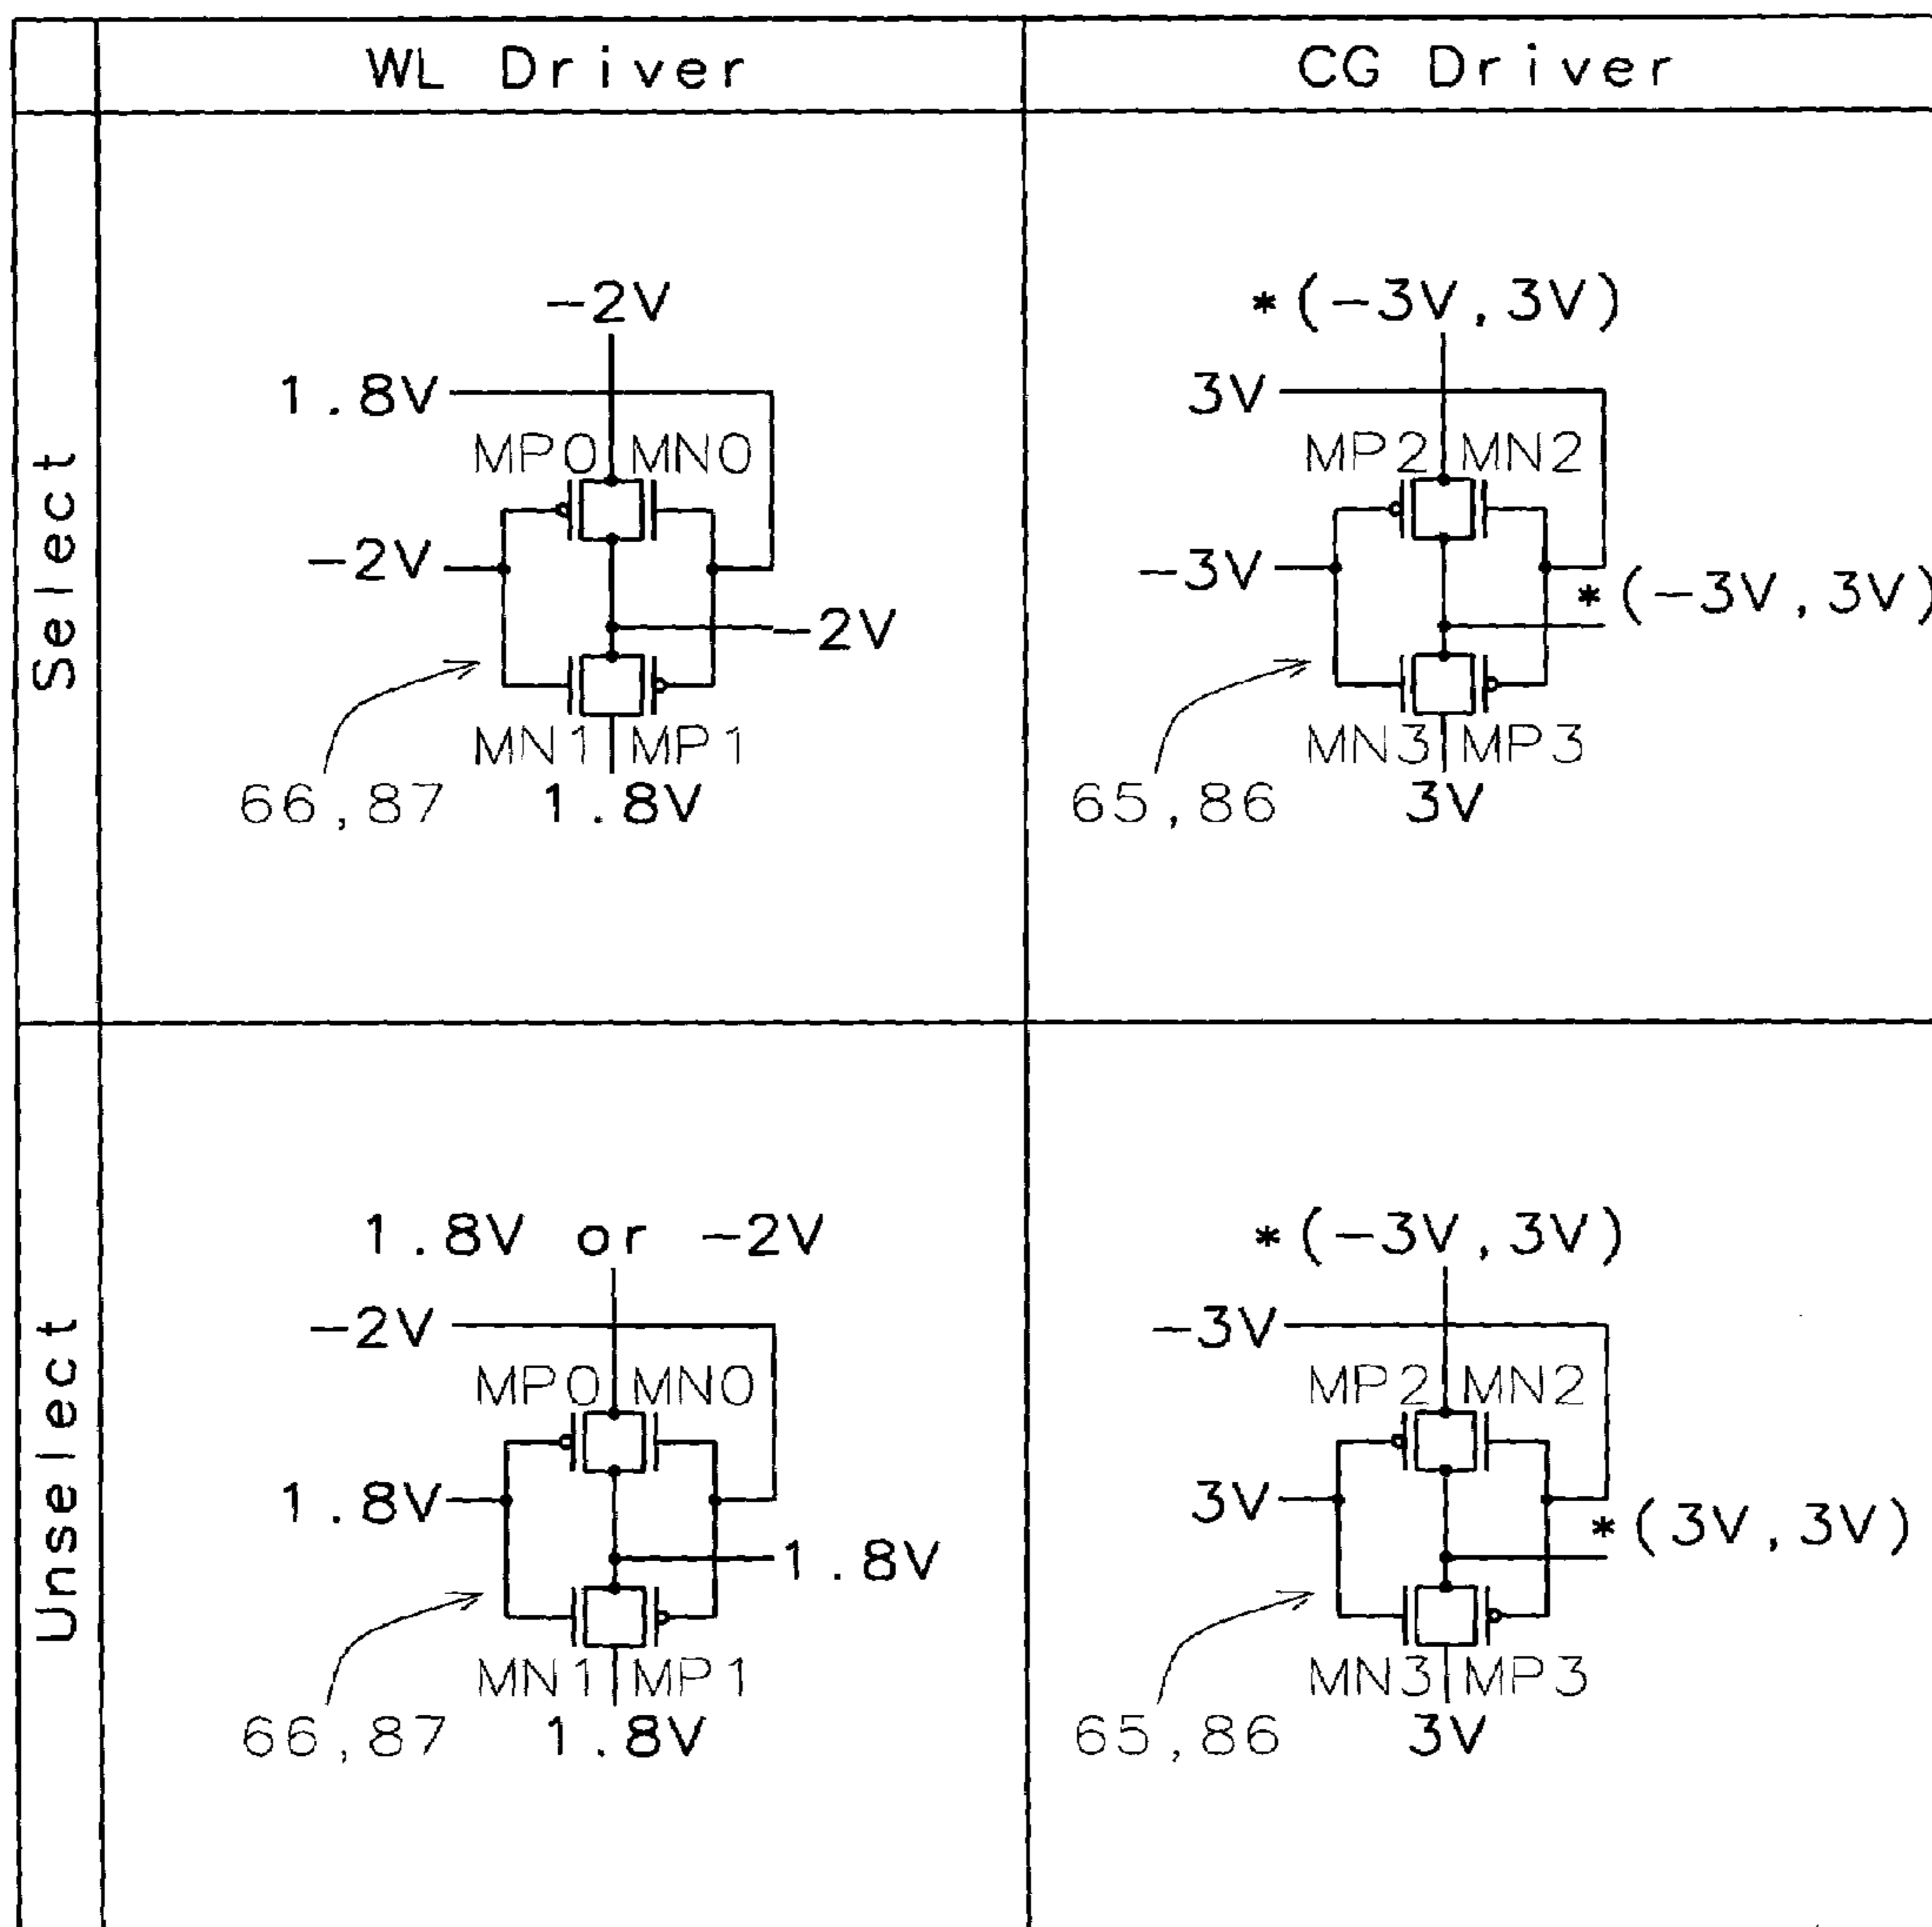 WL Driver CG Driver
Select
-2V
1.8V
MP0 MN0
-2V
-2V
MN1 MP1
66,87 1.8V
*(-3V,3V)
3V
MP2 MN2
-3V
*(-3V,3V)
MN3 MP3
65,86 3V
Unselect
1.8V or -2V
-2V
MP0 MN0
1.8V
1.8V
MN1 MP1
66,87 1.8V
*(-3V,3V)
-3V
MP2 MN2
3V
*(3V,3V)
MN3 MP3
65,86 3V